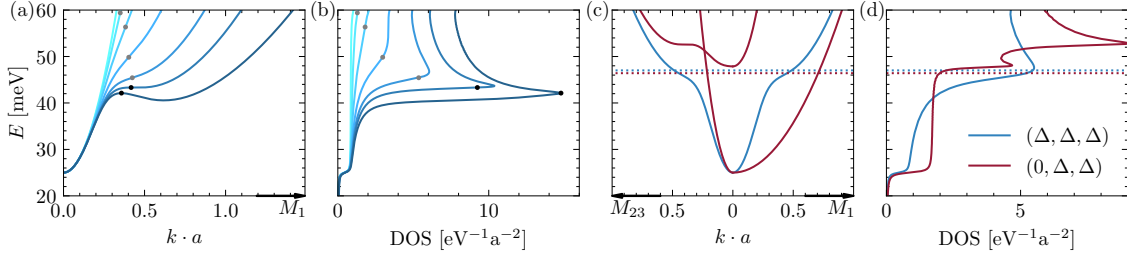 (a) (b) (c) (d)
60
50
40
30
20
E [meV]
0.0 0.5 1.0 M₁
k · a
0 10
DOS [eV⁻¹a⁻²]
M₂₃ 0.5 0 0.5 M₁
k · a
0 5
DOS [eV⁻¹a⁻²]
(Δ, Δ, Δ)
(0, Δ, Δ)